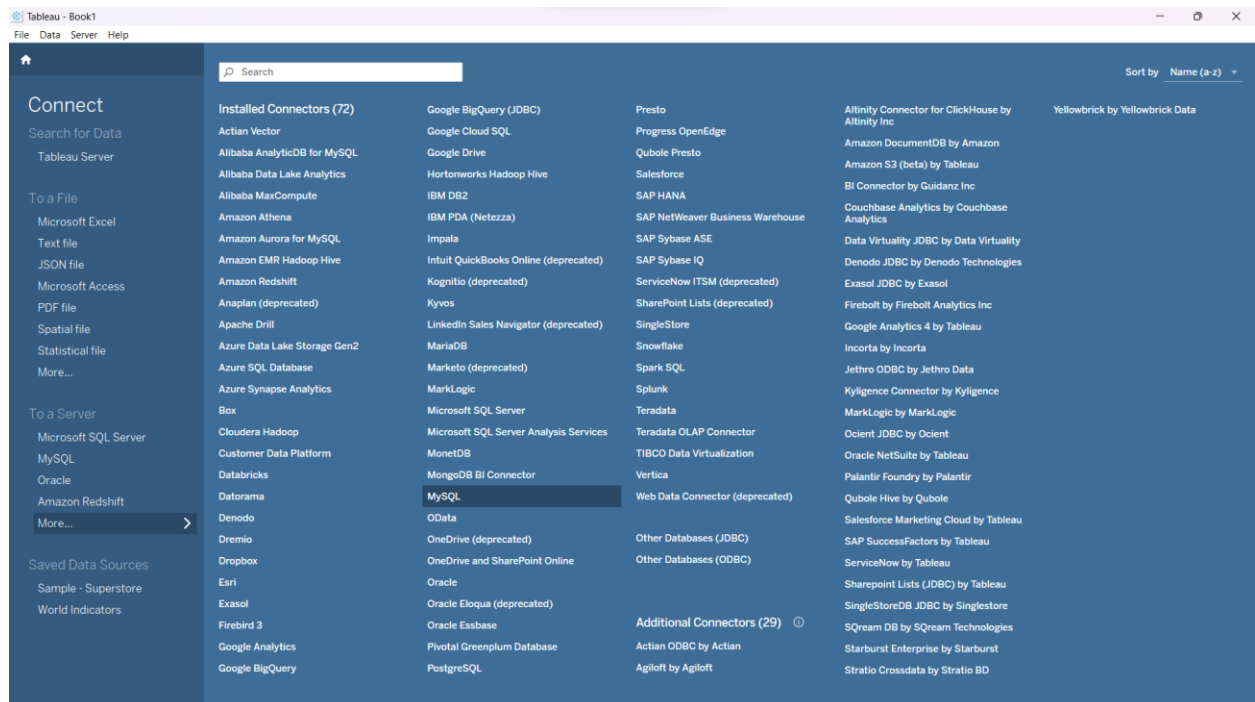 Tableau - Book1
File Data Server Help
Connect
Search for Data
Tableau Server
To a File
Microsoft Excel
Text file
JSON file
Microsoft Access
PDF file
Spatial file
Statistical file
More...
To a Server
Microsoft SQL Server
MySQL
Oracle
Amazon Redshift
More...
Saved Data Sources
Sample - Superstore
World Indicators
Search
Sort by Name (a-z)
Installed Connectors (72)
Actian Vector
Alibaba AnalyticDB for MySQL
Alibaba Data Lake Analytics
Alibaba MaxCompute
Amazon Athena
Amazon Aurora for MySQL
Amazon EMR Hadoop Hive
Amazon Redshift
Anaplan (deprecated)
Apache Drill
Azure Data Lake Storage Gen2
Azure SQL Database
Azure Synapse Analytics
Box
Cloudera Hadoop
Customer Data Platform
Databricks
Datorama
Denodo
Dremio
Dropbox
Esri
Exasol
Firebird 3
Google Analytics
Google BigQuery
Google BigQuery (JDBC)
Google Cloud SQL
Google Drive
Hortonworks Hadoop Hive
IBM DB2
IBM PDA (Netezza)
Impala
Intuit QuickBooks Online (deprecated)
Kognitio (deprecated)
Kyvos
LinkedIn Sales Navigator (deprecated)
MariaDB
Marketo (deprecated)
MarkLogic
Microsoft SQL Server
Microsoft SQL Server Analysis Services
MonetDB
MongoDB BI Connector
MySQL
OData
OneDrive (deprecated)
OneDrive and SharePoint Online
Oracle
Oracle Eloqua (deprecated)
Oracle Essbase
Pivotal Greenplum Database
PostgreSQL
Presto
Progress OpenEdge
Qubole Presto
Salesforce
SAP HANA
SAP NetWeaver Business Warehouse
SAP Sybase ASE
SAP Sybase IQ
ServiceNow ITSM (deprecated)
SharePoint Lists (deprecated)
SingleStore
Snowflake
Spark SQL
Splunk
Teradata
Teradata OLAP Connector
TIBCO Data Virtualization
Vertica
Web Data Connector (deprecated)
Other Databases (JDBC)
Other Databases (ODBC)
Additional Connectors (29)
Actian ODBC by Actian
Agiloft by Agiloft
Altinity Connector for ClickHouse by
Altinity Inc
Amazon DocumentDB by Amazon
Amazon S3 (beta) by Tableau
BI Connector by Guidanz Inc
Couchbase Analytics by Couchbase
Analytics
Data Virtuality JDBC by Data Virtuality
Denodo JDBC by Denodo Technologies
Exasol JDBC by Exasol
Firebolt by Firebolt Analytics Inc
Google Analytics 4 by Tableau
Incorta by Incorta
Jethro ODBC by Jethro Data
Kyligence Connector by Kyligence
MarkLogic by MarkLogic
Ocient JDBC by Ocient
Oracle NetSuite by Tableau
Palantir Foundry by Palantir
Qubole Hive by Qubole
Salesforce Marketing Cloud by Tableau
SAP SuccessFactors by Tableau
ServiceNow by Tableau
Sharepoint Lists (JDBC) by Tableau
SingleStoreDB JDBC by Singlestore
SQream DB by SQream Technologies
Starburst Enterprise by Starburst
Stratio Crossdata by Stratio BD
Yellowbrick by Yellowbrick Data